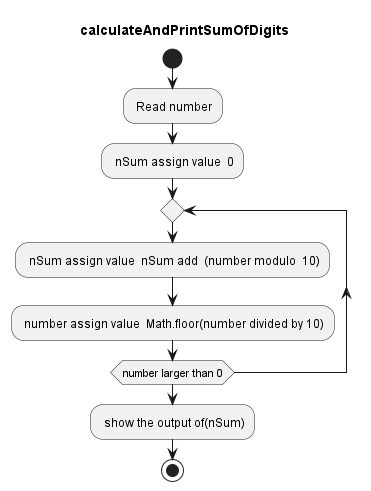 calculateAndPrintSumOfDigits
Read number
nSum assign value 0
nSum assign value nSum add (number modulo 10)
number assign value Math.floor(number divided by 10)
number larger than 0
show the output of(nSum)